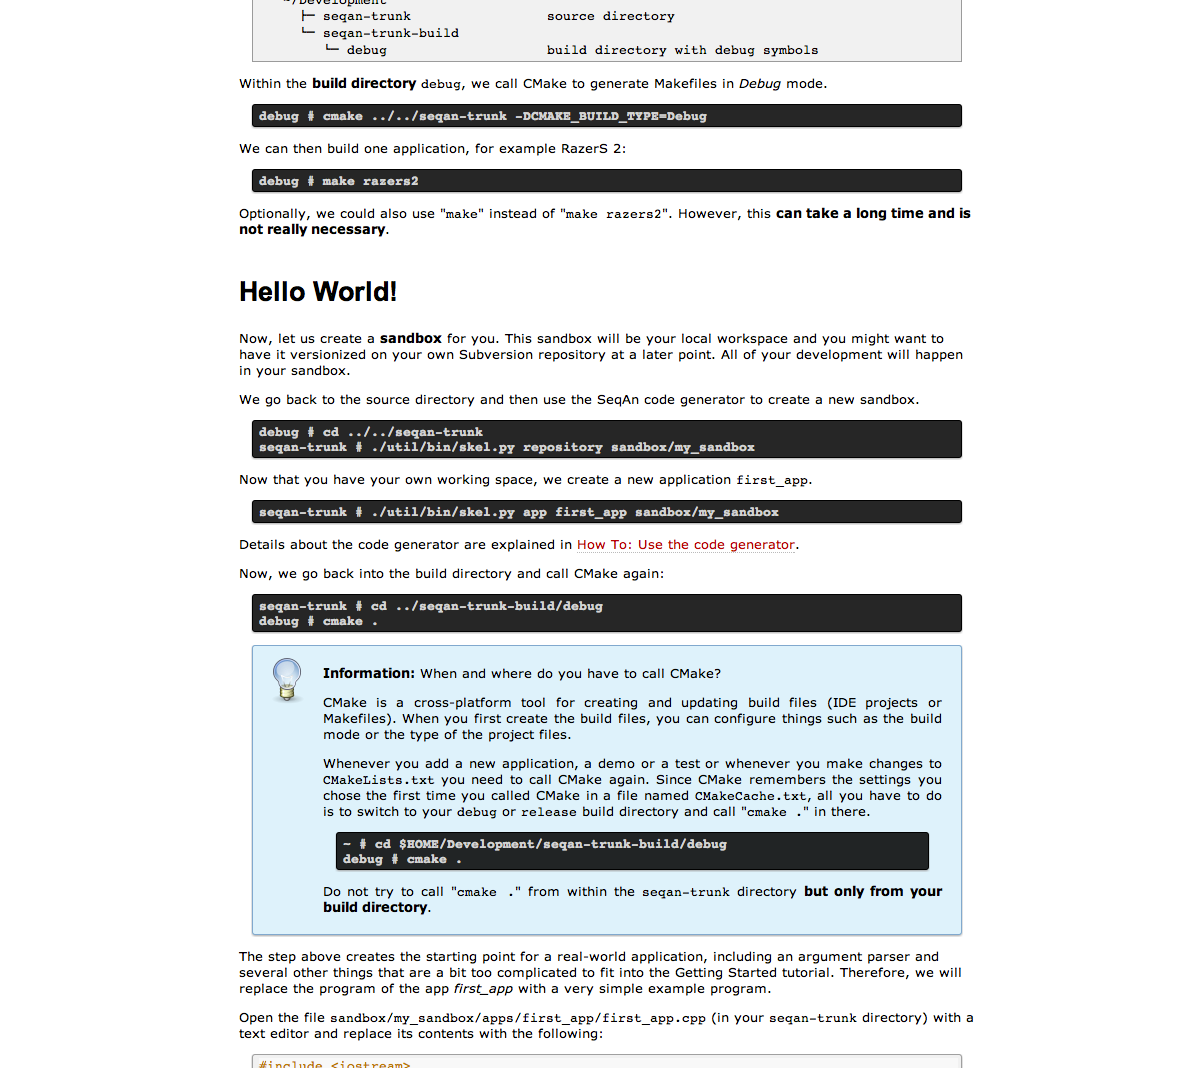 ~/Development
├─ seqan-trunk source directory
└─ seqan-trunk-build
└─ debug build directory with debug symbols
Within the build directory debug, we call CMake to generate Makefiles in Debug mode.
debug # cmake ../../seqan-trunk -DCMAKE_BUILD_TYPE=Debug
We can then build one application, for example RazerS 2:
debug # make razers2
Optionally, we could also use "make" instead of "make razers2". However, this can take a long time and is
not really necessary.
Hello World!
Now, let us create a sandbox for you. This sandbox will be your local workspace and you might want to
have it versionized on your own Subversion repository at a later point. All of your development will happen
in your sandbox.
We go back to the source directory and then use the SeqAn code generator to create a new sandbox.
debug # cd ../../seqan-trunk
seqan-trunk # ./util/bin/skel.py repository sandbox/my_sandbox
Now that you have your own working space, we create a new application first_app.
seqan-trunk # ./util/bin/skel.py app first_app sandbox/my_sandbox
Details about the code generator are explained in How To: Use the code generator.
Now, we go back into the build directory and call CMake again:
seqan-trunk # cd ../seqan-trunk-build/debug
debug # cmake .
Information: When and where do you have to call CMake?
CMake is a cross-platform tool for creating and updating build files (IDE projects or
Makefiles). When you first create the build files, you can configure things such as the build
mode or the type of the project files.
Whenever you add a new application, a demo or a test or whenever you make changes to
CMakeLists.txt you need to call CMake again. Since CMake remembers the settings you
chose the first time you called CMake in a file named CMakeCache.txt, all you have to do
is to switch to your debug or release build directory and call "cmake ." in there.
~ # cd $HOME/Development/seqan-trunk-build/debug
debug # cmake .
Do not try to call "cmake ." from within the seqan-trunk directory but only from your
build directory.
The step above creates the starting point for a real-world application, including an argument parser and
several other things that are a bit too complicated to fit into the Getting Started tutorial. Therefore, we will
replace the program of the app first_app with a very simple example program.
Open the file sandbox/my_sandbox/apps/first_app/first_app.cpp (in your seqan-trunk directory) with a
text editor and replace its contents with the following:
#include <iostream>